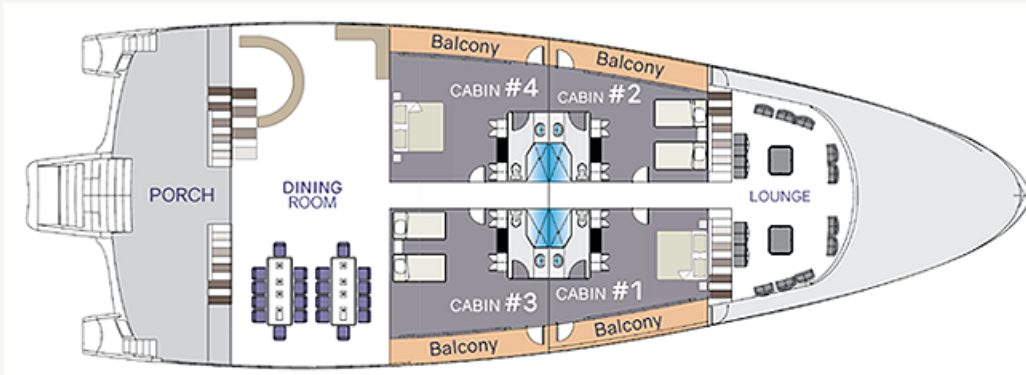 Balcony
Balcony
CABIN #4
CABIN #2
PORCH
DINING
ROOM
LOUNGE
CABIN #3
CABIN #1
Balcony
Balcony